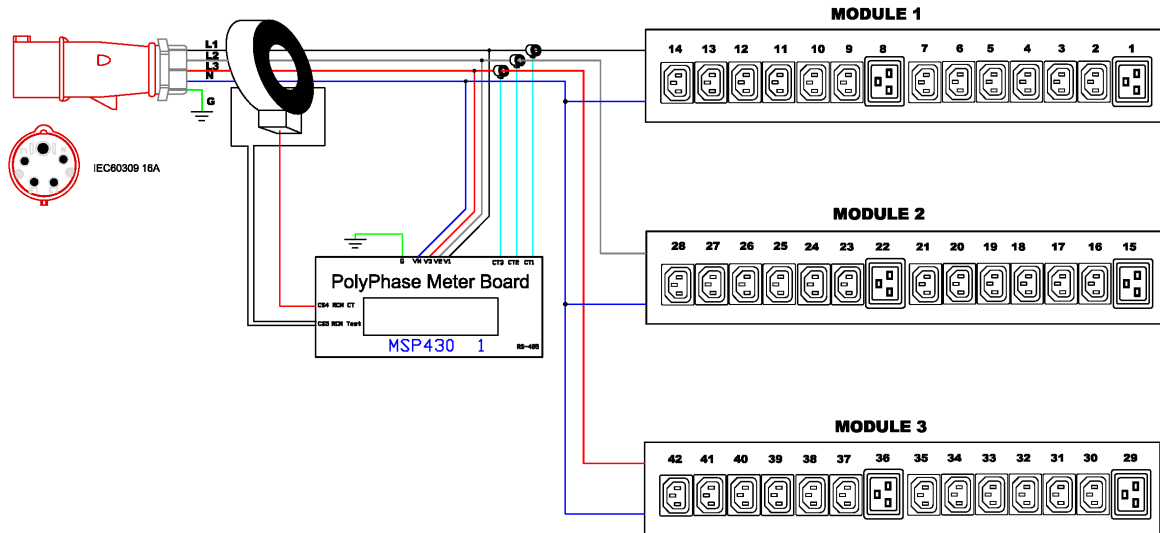 MODULE 1
14 13 12 11 10 9 8 7 6 5 4 3 2 1
L1
L2
L3
N
G
IEC60309 16A
MODULE 2
28 27 26 25 24 23 22 21 20 19 18 17 16 15
G VN V3 V2 V1 CT3 CT2 CT1
PolyPhase Meter Board
CS4 RCM CT
CS5 RCM Test
MSP430 1
RS-485
MODULE 3
42 41 40 39 38 37 36 35 34 33 32 31 30 29